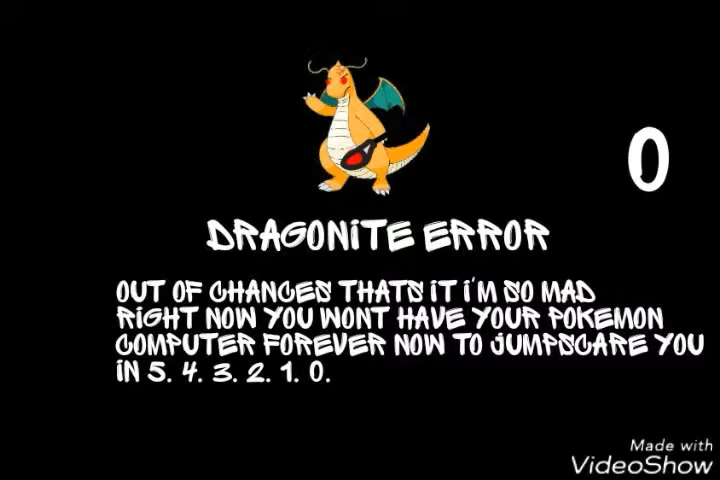 0
DRAGONITE ERROR
OUT OF CHANCES THATS IT I'M SO MAD
RIGHT NOW YOU WONT HAVE YOUR POKEMON
COMPUTER FOREVER NOW TO JUMPSCARE YOU
IN 5. 4. 3. 2. 1. 0.
Made with
VideoShow